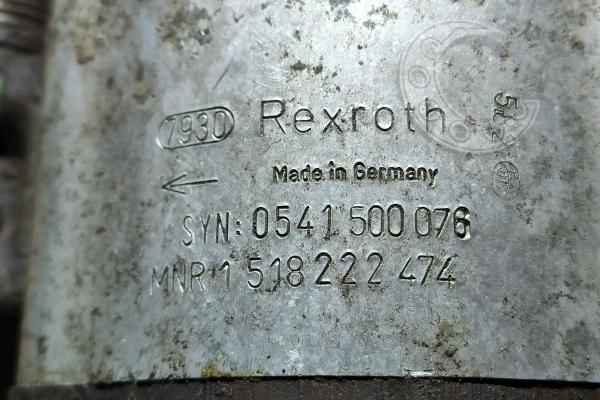 7930 Rexroth
Made in Germany
SYN: 0541 500 076
MNR: 1 518 222 474